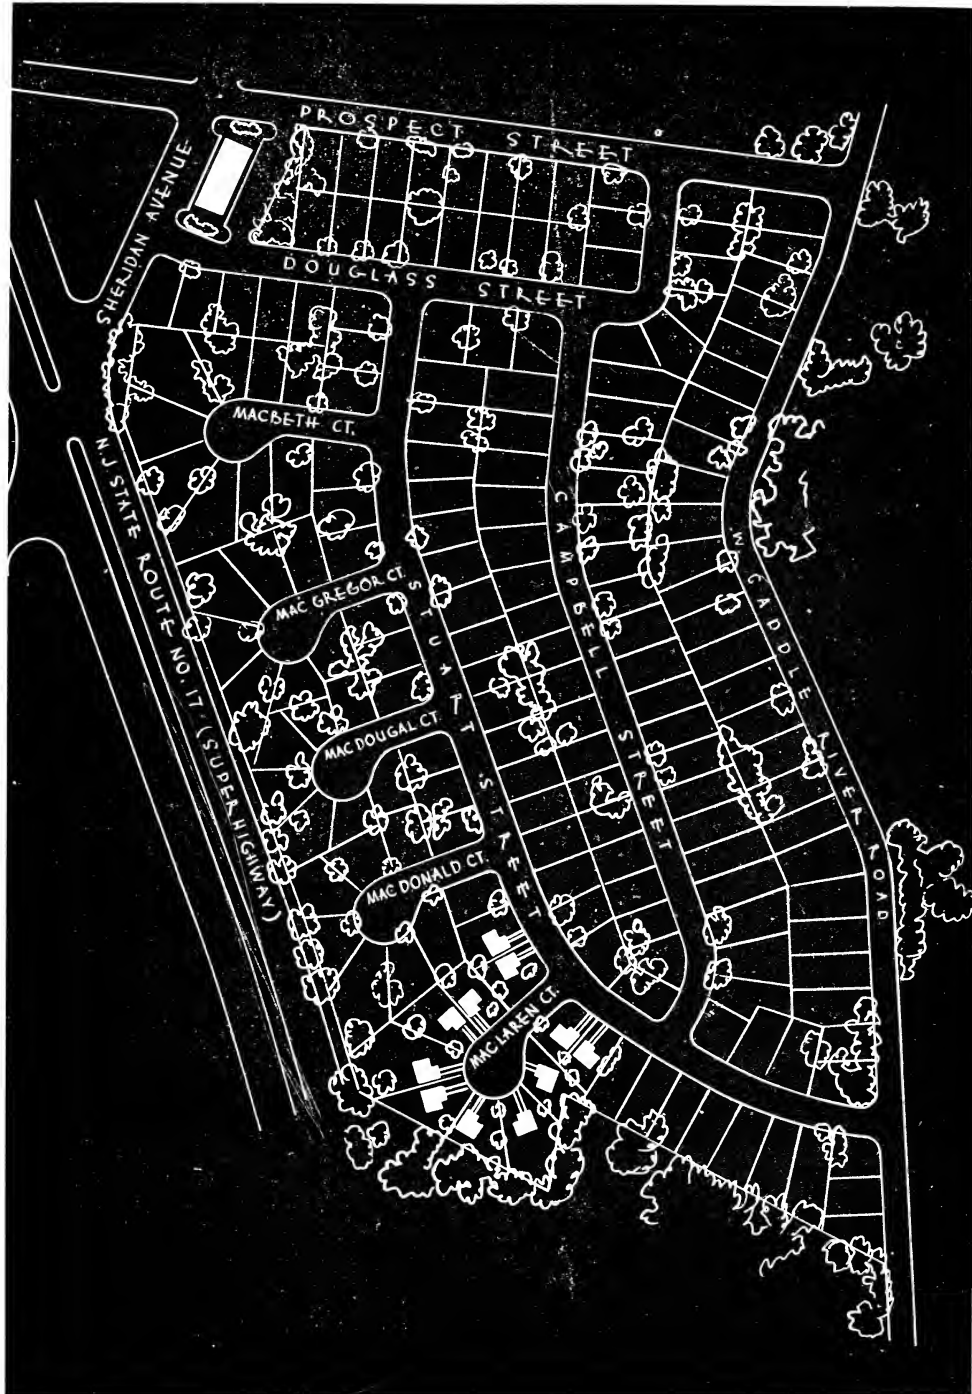 PROSPECT STREET
SHERIDAN AVENUE
DOUGLASS STREET
MACBETH CT.
N.J STATE ROUTE NO. 17 (SUPER HIGHWAY)
CAMPBELL STREET
MAC GREGOR CT.
STUART STREET
W. CADDLE RIVER ROAD
MAC DOUGAL CT.
MAC DONALD CT.
MAC LAREN CT.